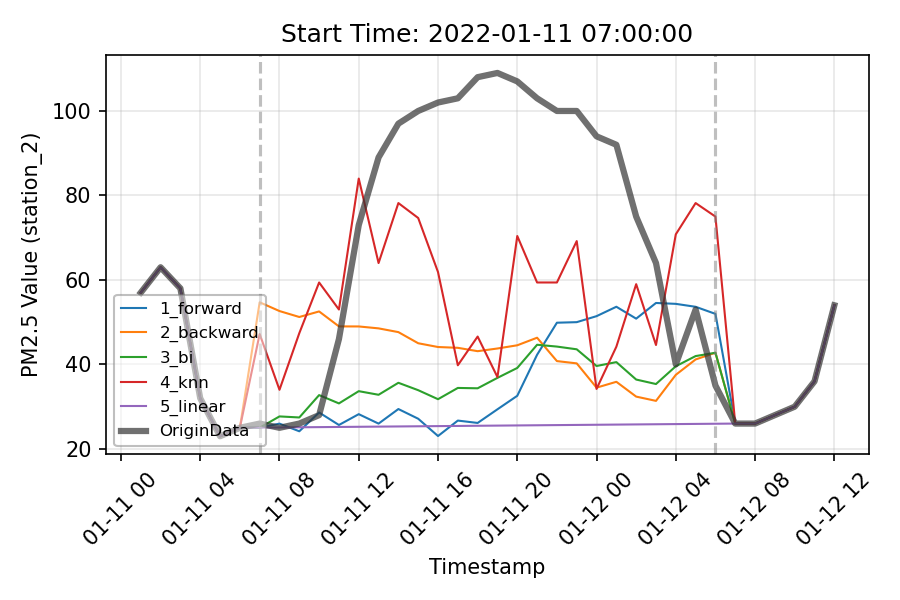 Start Time: 2022-01-11 07:00:00
PM2.5 Value (station_2)
100
80
60
40
20
1_forward
2_backward
3_bi
4_knn
5_linear
OriginData
01-11 00
01-11 04
01-11 08
01-11 12
01-11 16
01-11 20
01-12 00
01-12 04
01-12 08
01-12 12
Timestamp